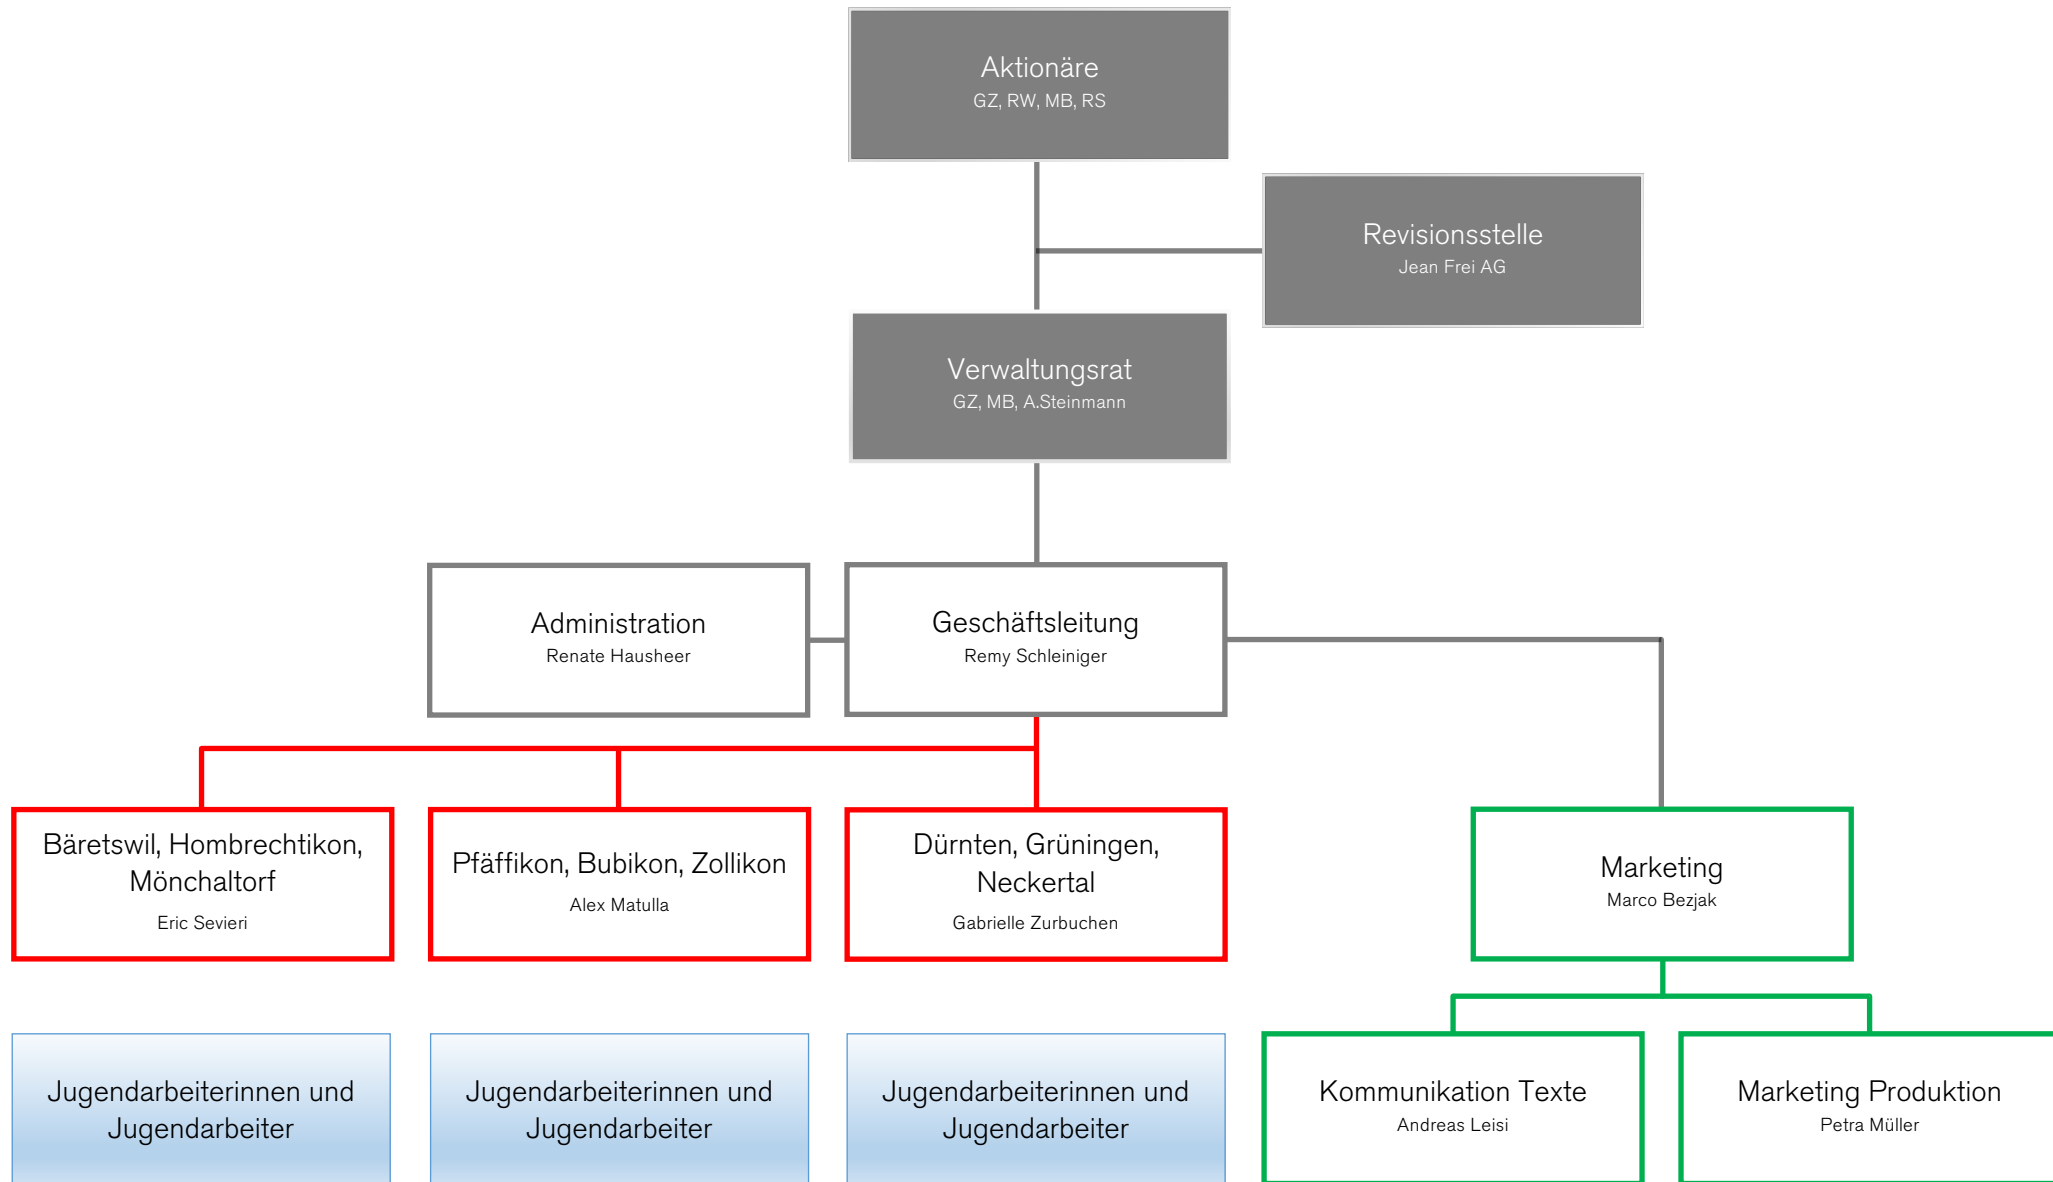 Aktionäre
GZ, RW, MB, RS
Revisionsstelle
Jean Frei AG
Verwaltungsrat
GZ, MB, A.Steinmann
Administration
Renate Hausheer
Geschäftsleitung
Remy Schleiniger
Bäretswil, Hombrechtikon,
Mönchaltorf
Eric Sevieri
Pfäffikon, Bubikon, Zollikon
Alex Matulla
Dürnten, Grüningen,
Neckertal
Gabrielle Zurbuchen
Marketing
Marco Bezjak
Jugendarbeiterinnen und
Jugendarbeiter
Jugendarbeiterinnen und
Jugendarbeiter
Jugendarbeiterinnen und
Jugendarbeiter
Kommunikation Texte
Andreas Leisi
Marketing Produktion
Petra Müller